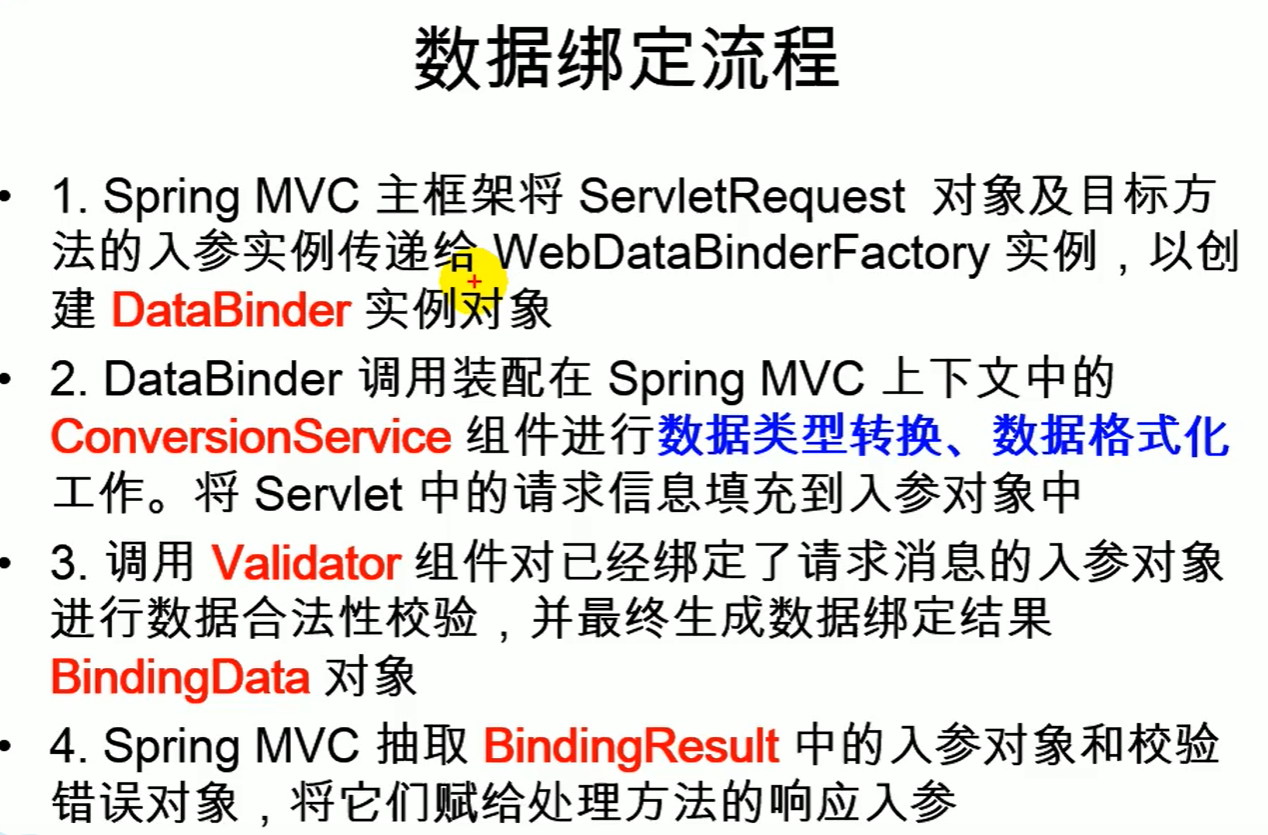 数据绑定流程
• 1. Spring MVC 主框架将 ServletRequest 对象及目标方
法的入参实例传递给 WebDataBinderFactory 实例，以创
建 DataBinder 实例对象
• 2. DataBinder 调用装配在 Spring MVC 上下文中的
ConversionService 组件进行数据类型转换、数据格式化
工作。将 Servlet 中的请求信息填充到入参对象中
• 3. 调用 Validator 组件对已经绑定了请求消息的入参对象
进行数据合法性校验，并最终生成数据绑定结果
BindingData 对象
• 4. Spring MVC 抽取 BindingResult 中的入参对象和校验
错误对象，将它们赋给处理方法的响应入参